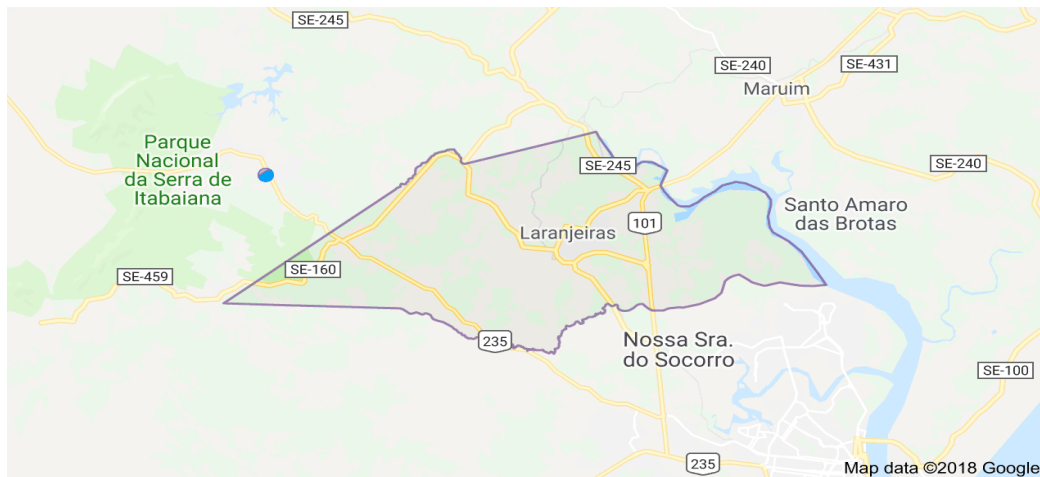 SE-245
SE-240
SE-431
Maruim
Parque
Nacional
da Serra de
Itabaiana
SE-245
SE-240
Santo Amaro
das Brotas
101
Laranjeiras
SE-160
SE-459
235
Nossa Sra.
do Socorro
SE-100
235
Map data ©2018 Google